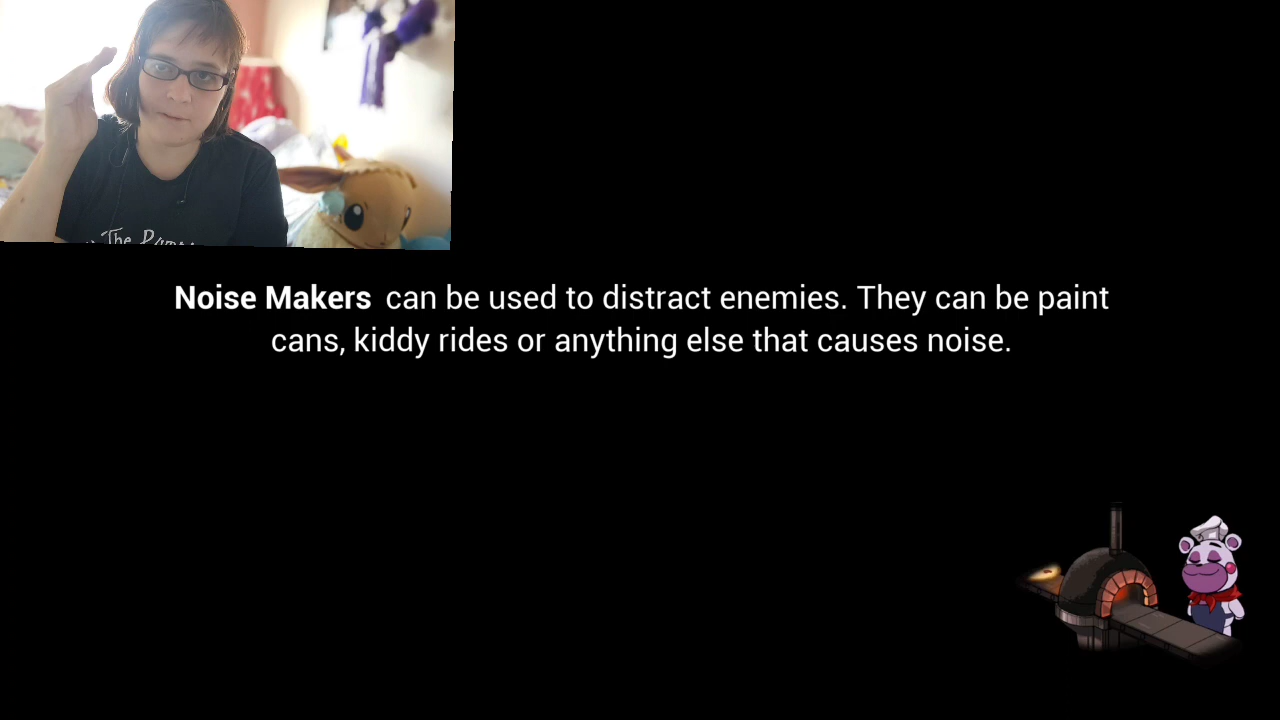 The
Noise Makers can be used to distract enemies. They can be paint
cans, kiddy rides or anything else that causes noise.